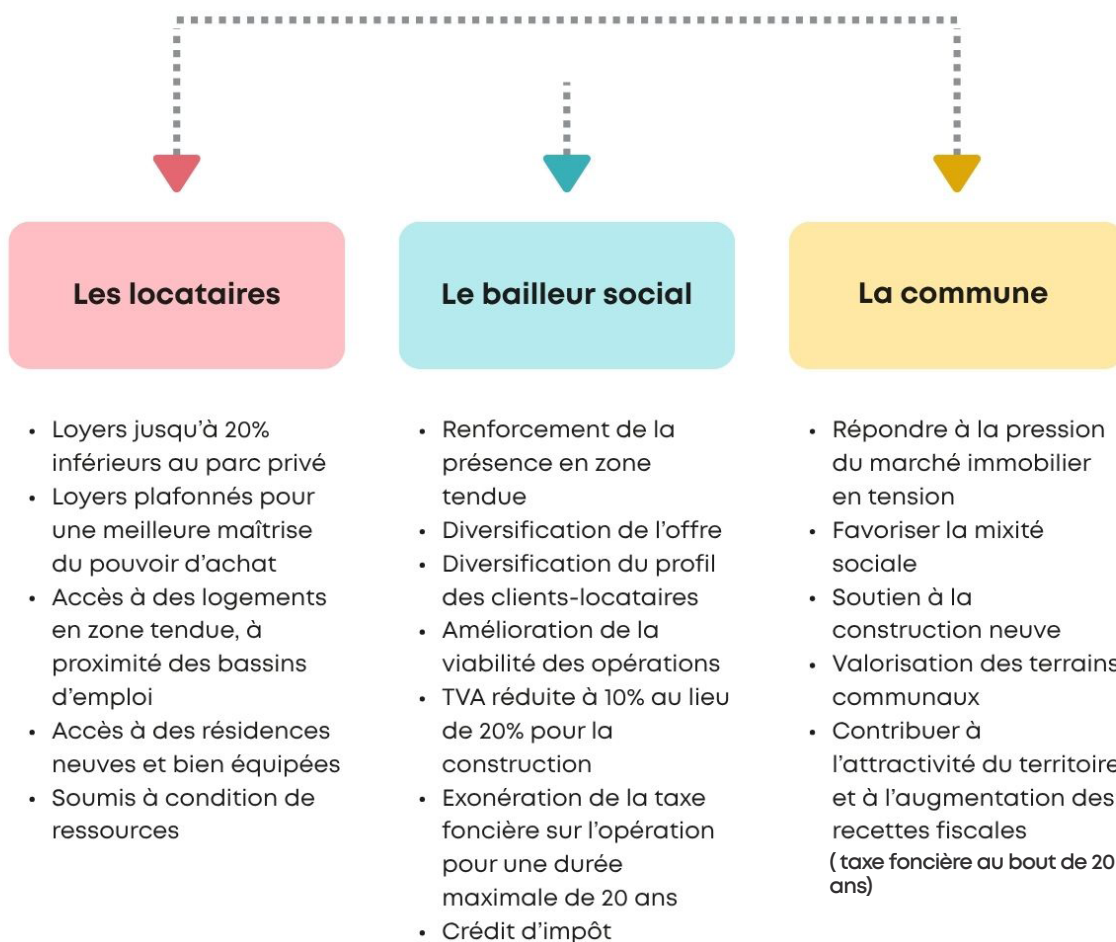 Les locataires
• Loyers jusqu'à 20%
inférieurs au parc privé
• Loyers plafonnés pour
une meilleure maîtrise
du pouvoir d'achat
• Accès à des logements
en zone tendue, à
proximité des bassins
d'emploi
• Accès à des résidences
neuves et bien équipées
• Soumis à condition de
ressources
Le bailleur social
• Renforcement de la
présence en zone
tendue
• Diversification de l'offre
• Diversification du profil
des clients-locataires
• Amélioration de la
viabilité des opérations
• TVA réduite à 10% au lieu
de 20% pour la
construction
• Exonération de la taxe
foncière sur l'opération
pour une durée
maximale de 20 ans
• Crédit d'impôt
La commune
• Répondre à la pression
du marché immobilier
en tension
• Favoriser la mixité
sociale
• Soutien à la
construction neuve
• Valorisation des terrains
communaux
• Contribuer à
l'attractivité du territoire
et à l'augmentation des
recettes fiscales
( taxe foncière au bout de 20
ans)